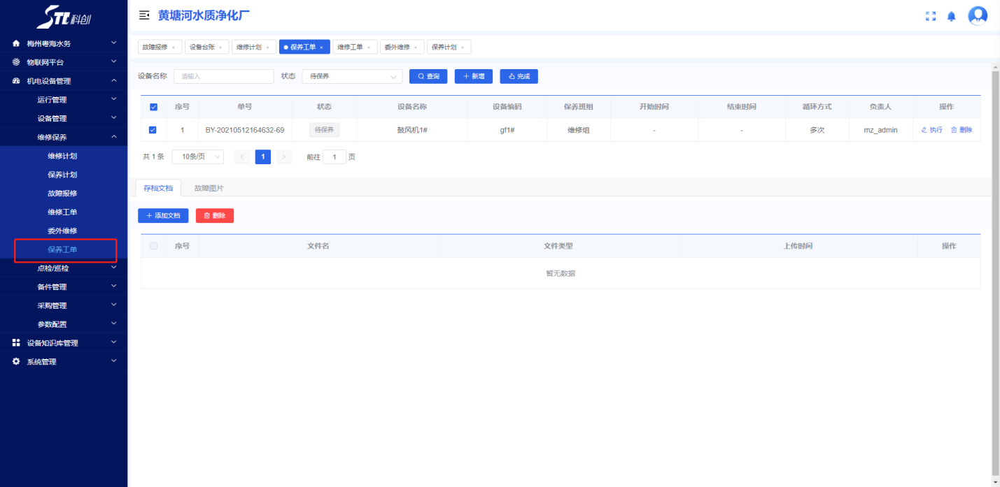 STC科创
黄塘河水质净化厂
梅州粤海水务
物联网平台
机电设备管理
运行管理
设备管理
维修保养
维修计划
保养计划
故障报修
维修工单
委外维修
保养工单
点检/巡检
备件管理
采购管理
参数配置
设备知识库管理
系统管理
故障报修 × 设备台账 × 维修计划 × 保养工单 × 维修工单 × 委外维修 × 保养计划 ×
设备名称 请输入 状态 待保养 查询 + 新增 完成
序号 单号 状态 设备名称 设备编码 保养班组 开始时间 结束时间 循环方式 负责人 操作
1 BY-20210512164632-69 待保养 鼓风机1# gf1# 维修组 - - 多次 mz_admin 执行 删除
共 1 条 10条/页 < 1 > 前往 1 页
存档文档 故障图片
+ 添加文档 删除
序号 文件名 文件类型 上传时间 操作
暂无数据